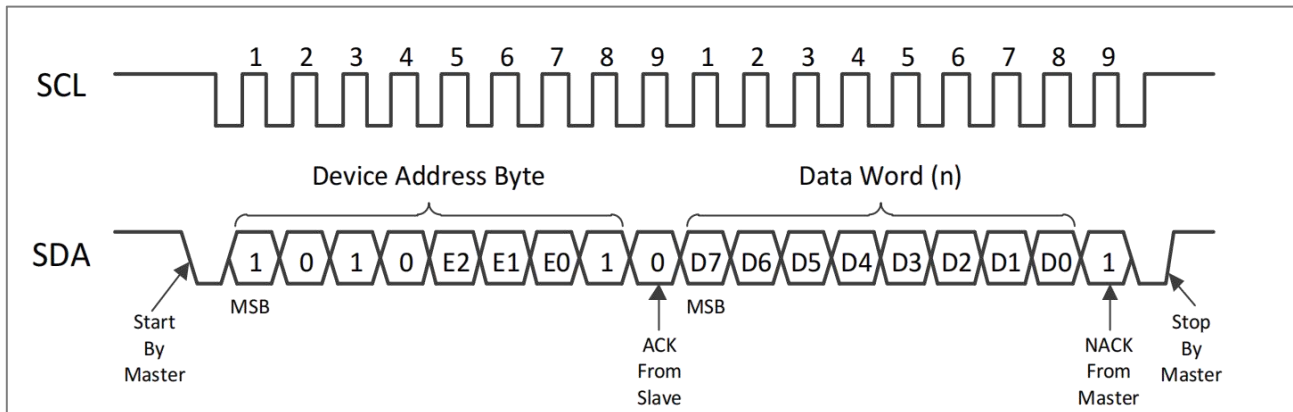 1 2 3 4 5 6 7 8 9 1 2 3 4 5 6 7 8 9
SCL
Device Address Byte
Data Word (n)
SDA
1 0 1 0 E2 E1 E0 1 0 D7 D6 D5 D4 D3 D2 D1 D0 1
MSB
MSB
Start
By
Master
ACK
From
Slave
NACK
From
Master
Stop
By
Master